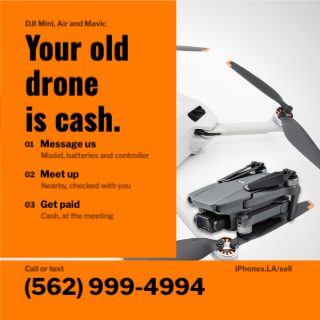 DJI Mini, Air and Mavic
Your old
drone
is cash.
01 Message us
Model, batteries and controller
02 Meet up
Nearby, checked with you
03 Get paid
Cash, at the meeting
Call or text
iPhones.LA/sell
(562) 999-4994